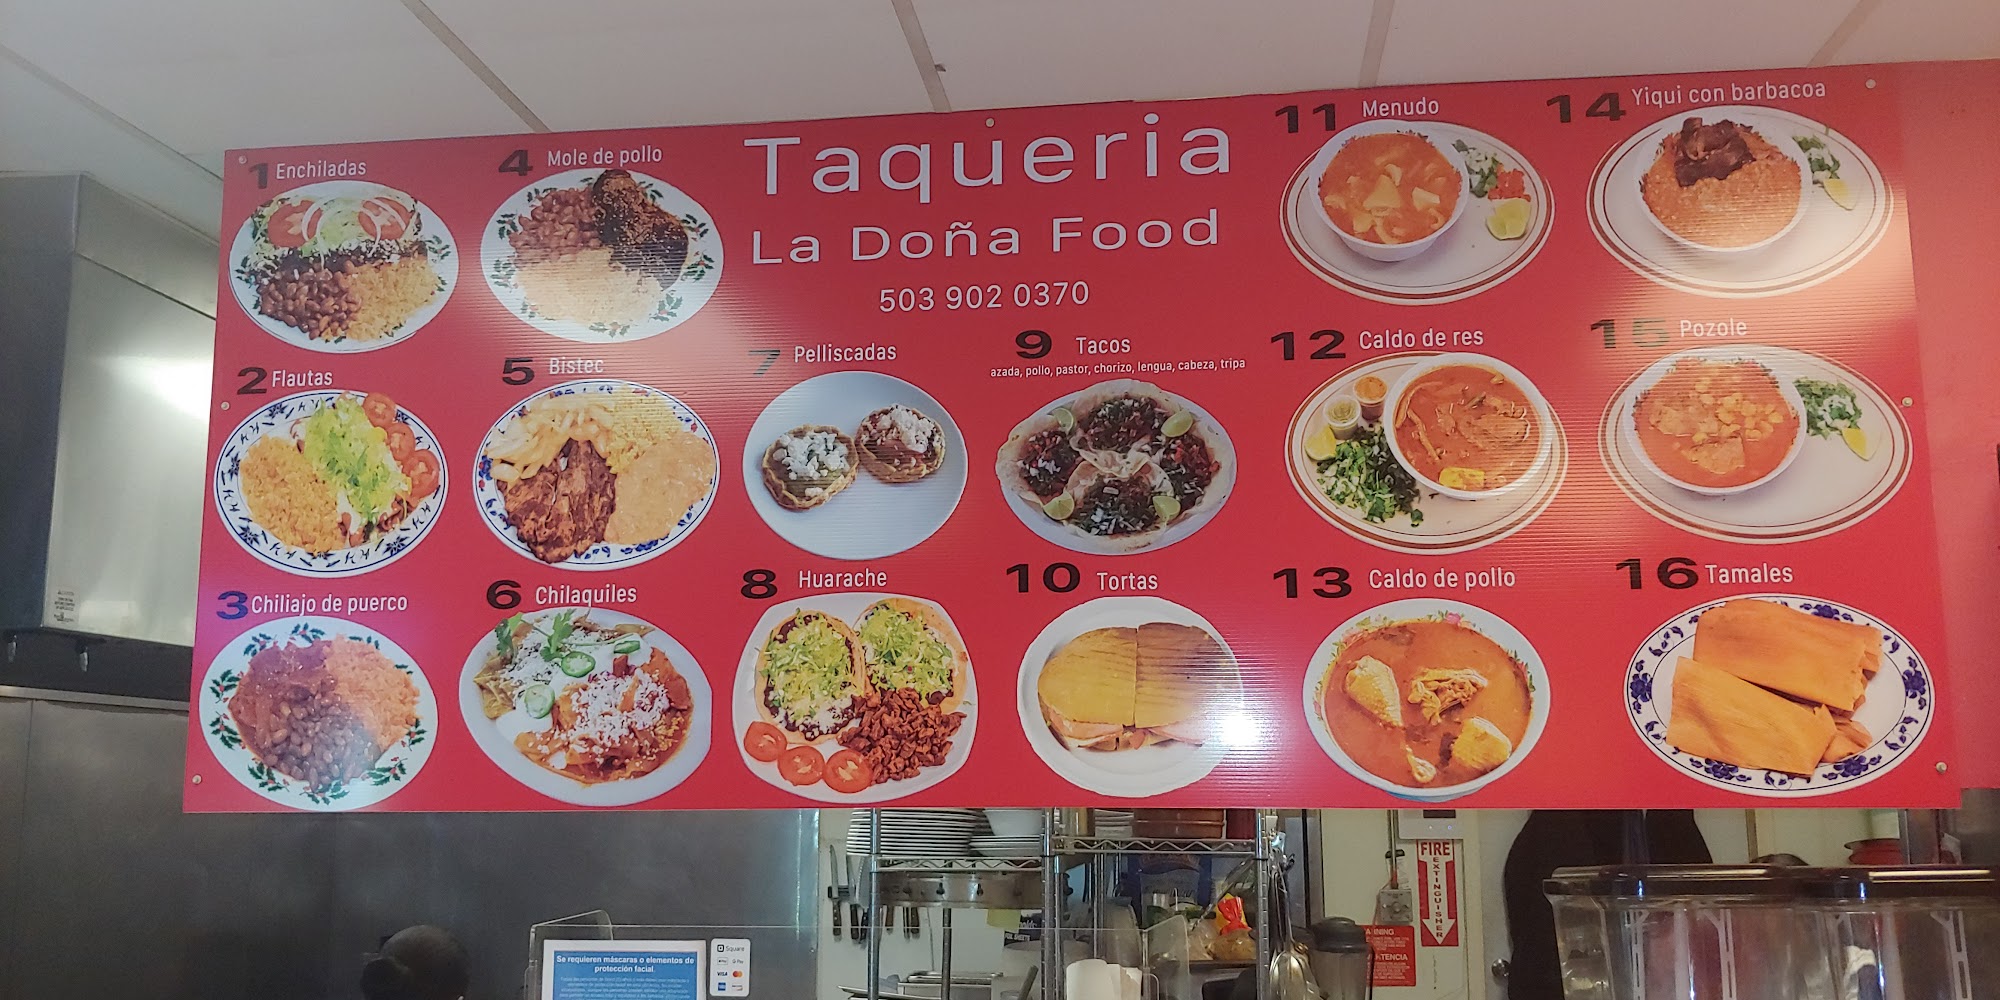 Taqueria
La Doña Food
503 902 0370
1 Enchiladas
2 Flautas
3 Chiliajo de puerco
4 Mole de pollo
5 Bistec
6 Chilaquiles
7 Pelliscadas
8 Huarache
9 Tacos
azada, pollo, pastor, chorizo, lengua, cabeza, tripa
10 Tortas
11 Menudo
12 Caldo de res
13 Caldo de pollo
14 Yiqui con barbacoa
15 Pozole
16 Tamales
Se requieren máscaras o elementos de
protección facial.
Square
VISA
FIRE
EXTINGUISHER